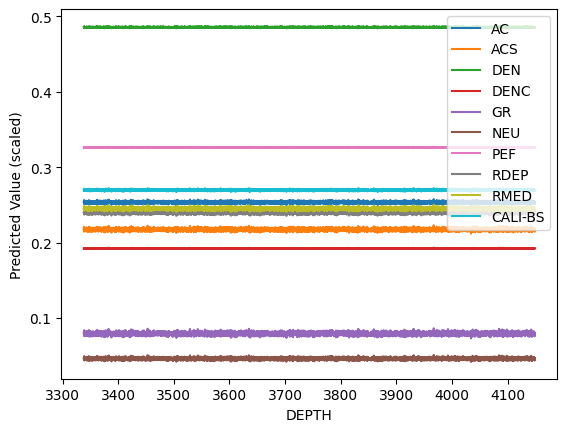 0.5
0.4
0.3
0.2
0.1
Predicted Value (scaled)
3300 3400 3500 3600 3700 3800 3900 4000 4100
DEPTH
AC
ACS
DEN
DENC
GR
NEU
PEF
RDEP
RMED
CALI-BS